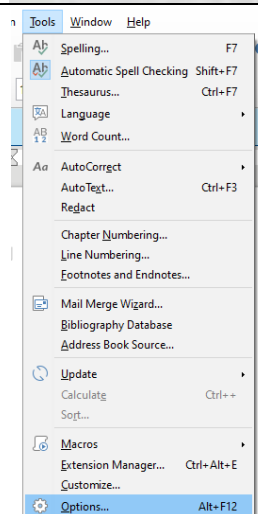 Tools Window Help
Spelling... F7
Automatic Spell Checking Shift+F7
Thesaurus... Ctrl+F7
Language
Word Count...
AutoCorrect
AutoText... Ctrl+F3
Redact
Chapter Numbering...
Line Numbering...
Footnotes and Endnotes...
Mail Merge Wizard...
Bibliography Database
Address Book Source...
Update
Calculate Ctrl++
Sort...
Macros
Extension Manager... Ctrl+Alt+E
Customize...
Options... Alt+F12